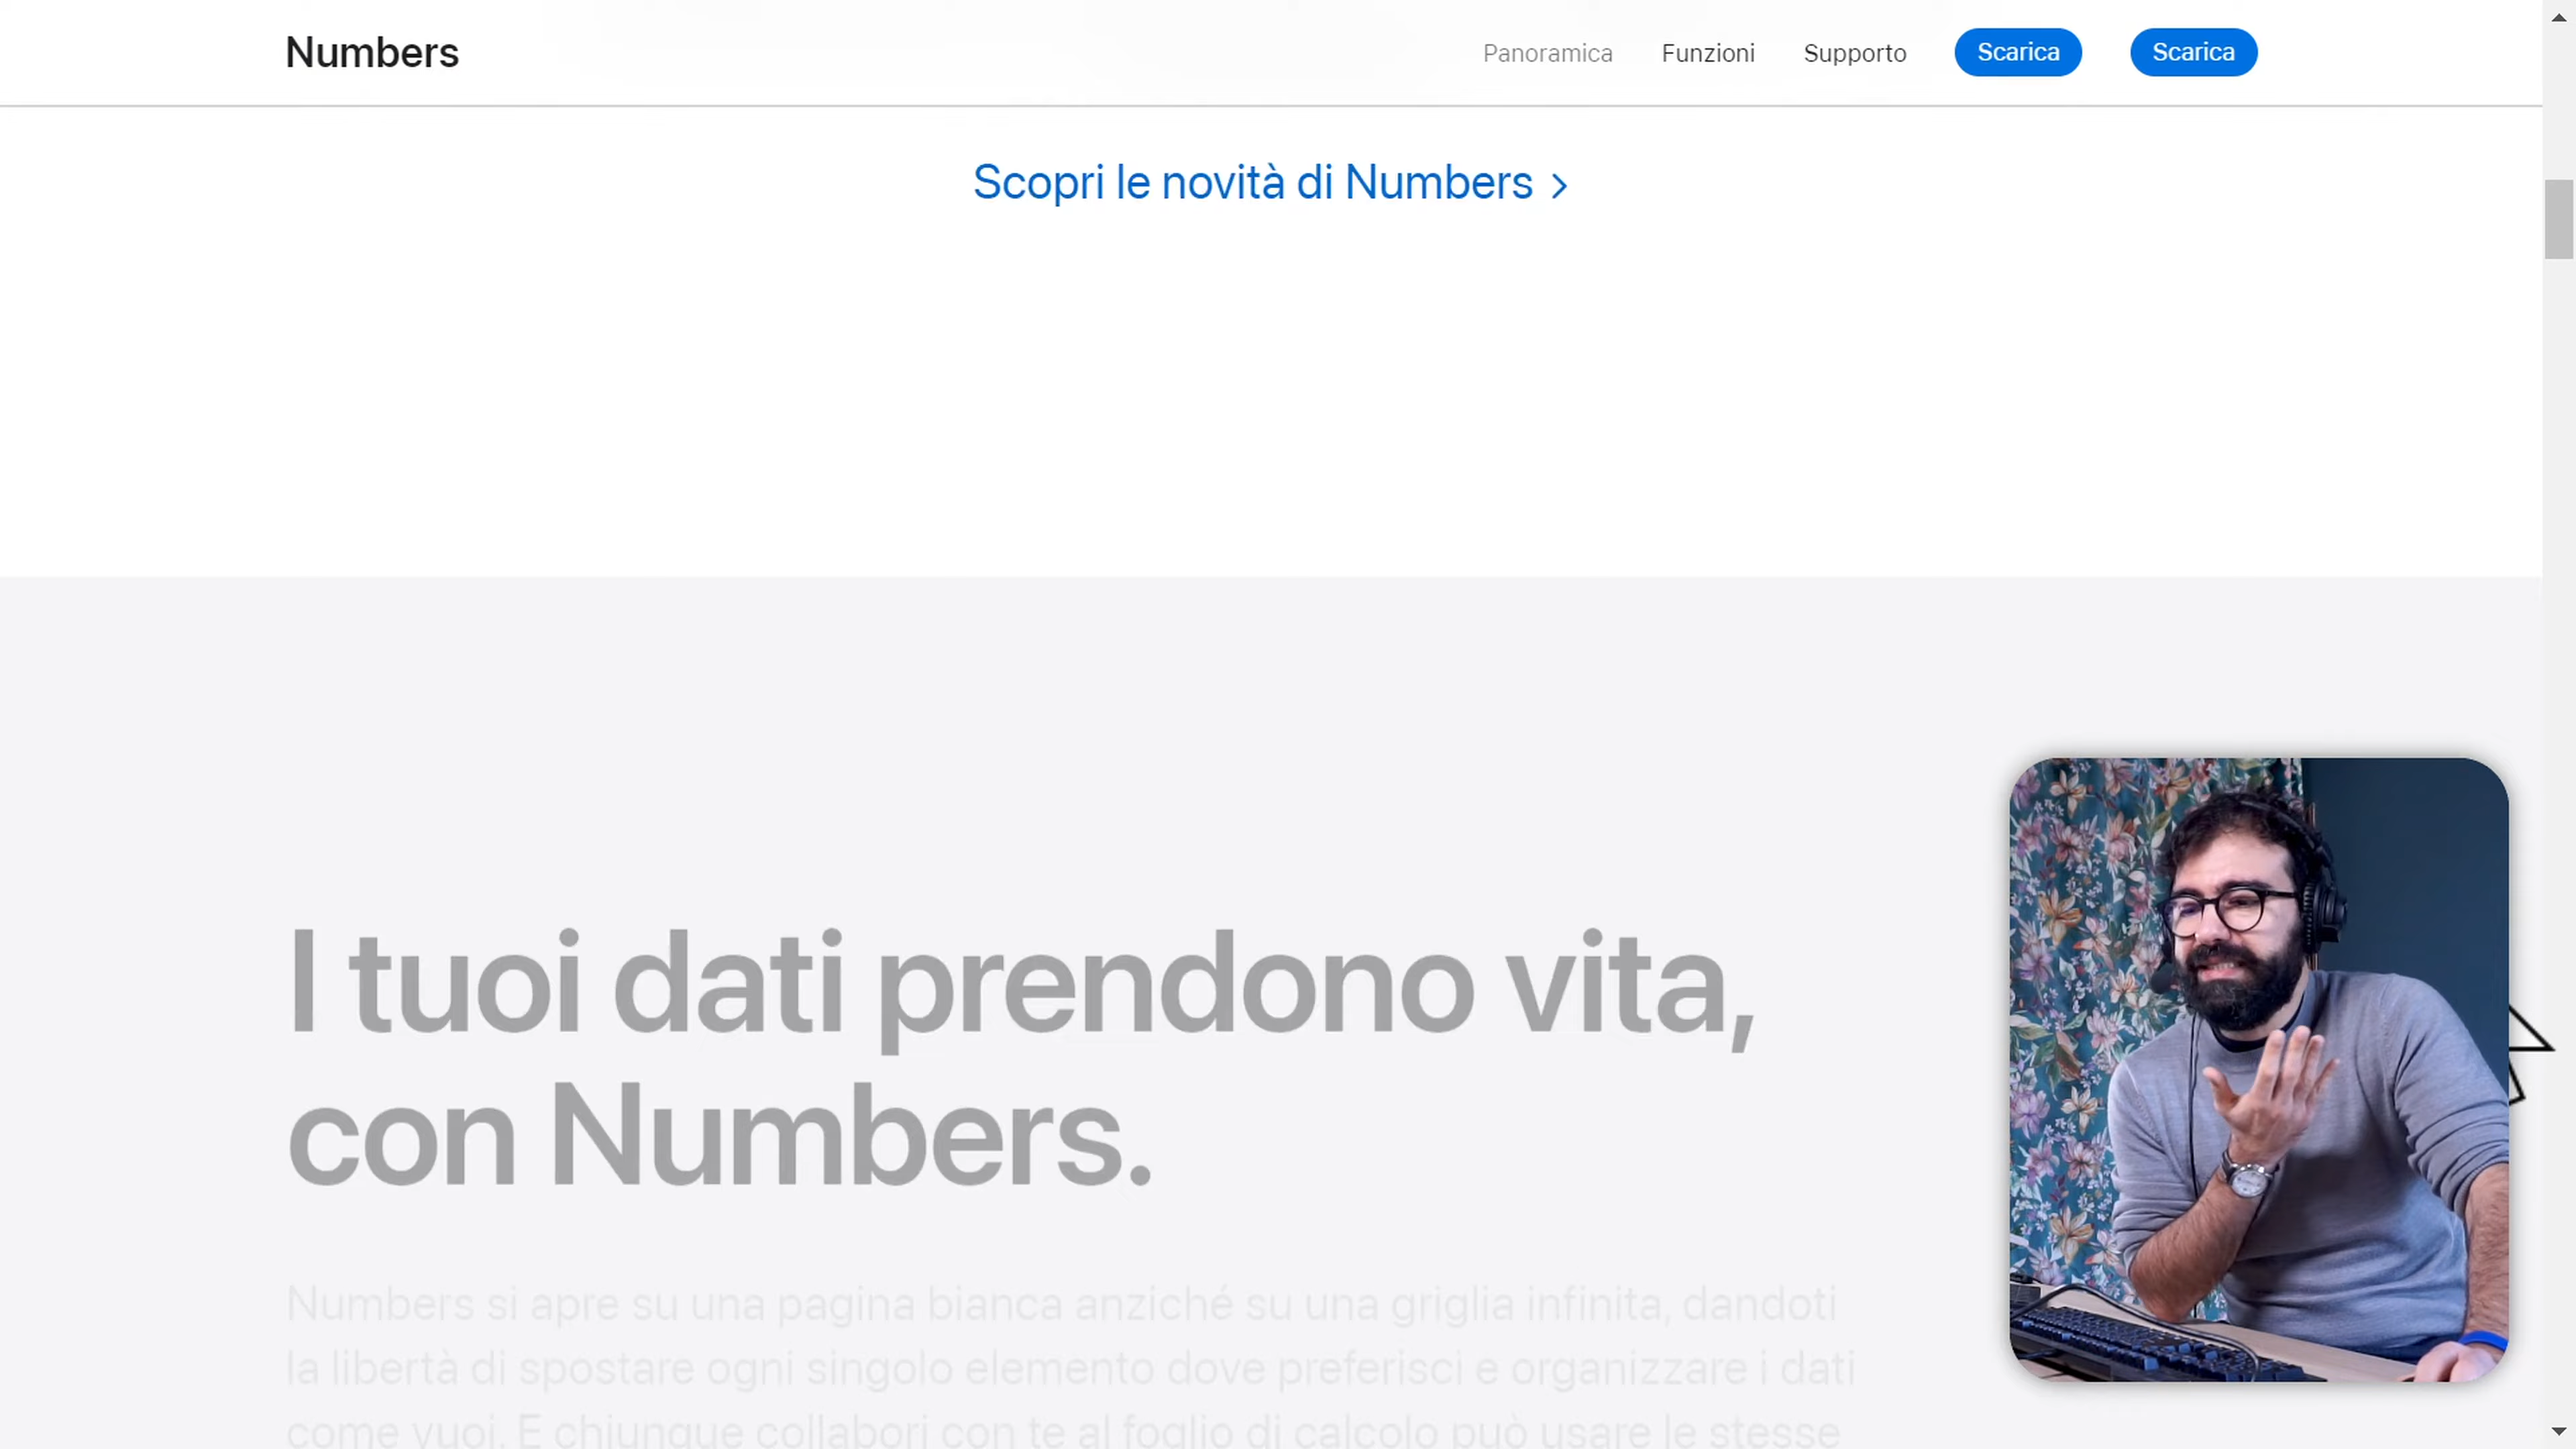 Numbers
Panoramica Funzioni Supporto Scarica Scarica
Scopri le novità di Numbers >
I tuoi dati prendono vita,
con Numbers.
Numbers si apre su una pagina bianca anziché su una griglia infinita, dandoti
la libertà di spostare ogni singolo elemento dove preferisci e organizzare i dati
come vuoi. E chiunque collabori con te al foglio di calcolo può usare le stesse